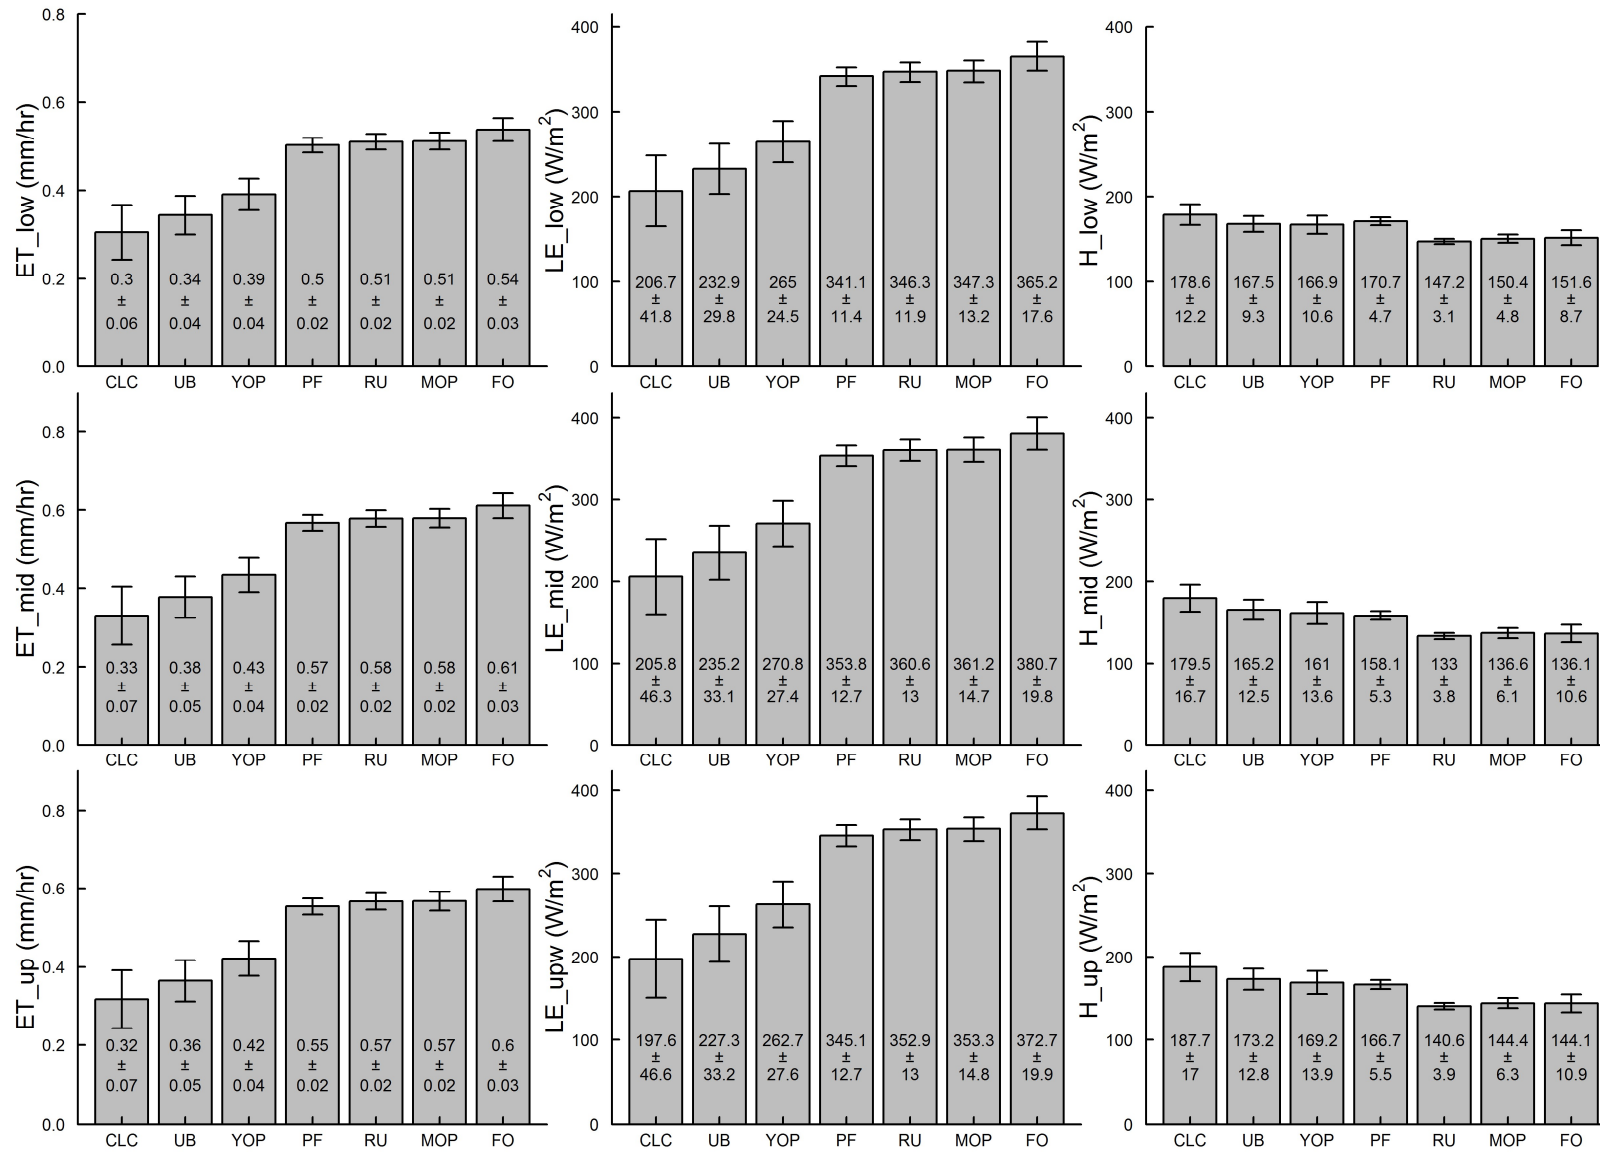 ET_low (mm/hr)
0.8
0.6
0.4
0.2
0.0
0.3 0.34 0.39 0.5 0.51 0.51 0.54
± ± ± ± ± ± ±
0.06 0.04 0.04 0.02 0.02 0.02 0.03
CLC UB YOP PF RU MOP FO
LE_low (W/m²)
400
300
200
100
0
206.7 232.9 265 341.1 346.3 347.3 365.2
± ± ± ± ± ± ±
41.8 29.8 24.5 11.4 11.9 13.2 17.6
CLC UB YOP PF RU MOP FO
H_low (W/m²)
400
300
200
100
0
178.6 167.5 166.9 170.7 147.2 150.4 151.6
± ± ± ± ± ± ±
12.2 9.3 10.6 4.7 3.1 4.8 8.7
CLC UB YOP PF RU MOP FO
ET_mid (mm/hr)
0.8
0.6
0.4
0.2
0.0
0.33 0.38 0.43 0.57 0.58 0.58 0.61
± ± ± ± ± ± ±
0.07 0.05 0.04 0.02 0.02 0.02 0.03
CLC UB YOP PF RU MOP FO
LE_mid (W/m²)
400
300
200
100
0
205.8 235.2 270.8 353.8 360.6 361.2 380.7
± ± ± ± ± ± ±
46.3 33.1 27.4 12.7 13 14.7 19.8
CLC UB YOP PF RU MOP FO
H_mid (W/m²)
400
300
200
100
0
179.5 165.2 161 158.1 133 136.6 136.1
± ± ± ± ± ± ±
16.7 12.5 13.6 5.3 3.8 6.1 10.6
CLC UB YOP PF RU MOP FO
ET_up (mm/hr)
0.8
0.6
0.4
0.2
0.0
0.32 0.36 0.42 0.55 0.57 0.57 0.6
± ± ± ± ± ± ±
0.07 0.05 0.04 0.02 0.02 0.02 0.03
CLC UB YOP PF RU MOP FO
LE_upw (W/m²)
400
300
200
100
0
197.6 227.3 262.7 345.1 352.9 353.3 372.7
± ± ± ± ± ± ±
46.6 33.2 27.6 12.7 13 14.8 19.9
CLC UB YOP PF RU MOP FO
H_up (W/m²)
400
300
200
100
0
187.7 173.2 169.2 166.7 140.6 144.4 144.1
± ± ± ± ± ± ±
17 12.8 13.9 5.5 3.9 6.3 10.9
CLC UB YOP PF RU MOP FO